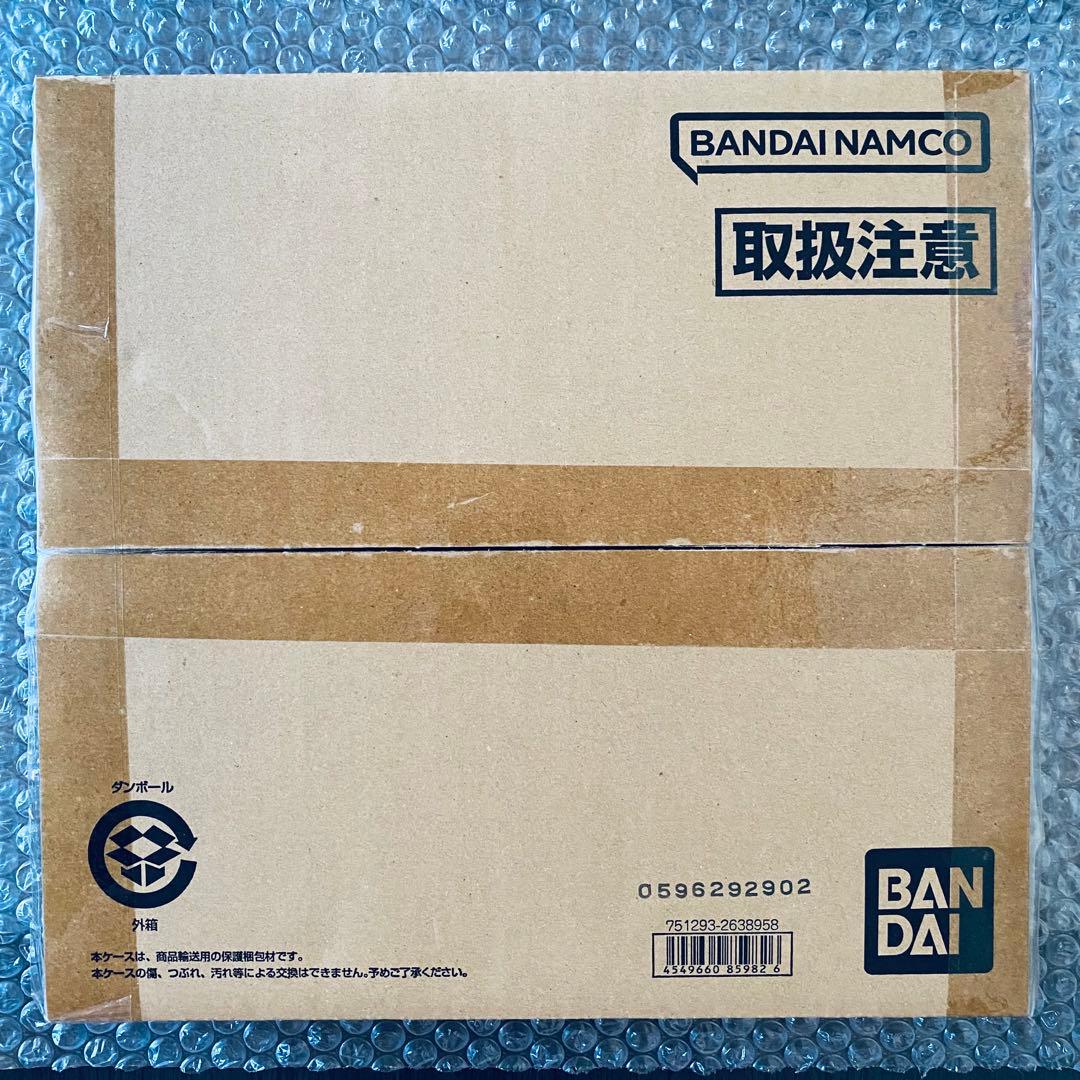 BANDAI NAMCO
取扱注意
ダンボール
外箱
本ケースは、商品輸送用の保護梱包材です。
本ケースの傷、つぶれ、汚れ等による交換はできません。予めご了承ください。
0596292902
751293-2638958
4549660 85982 6
BAN
DAI